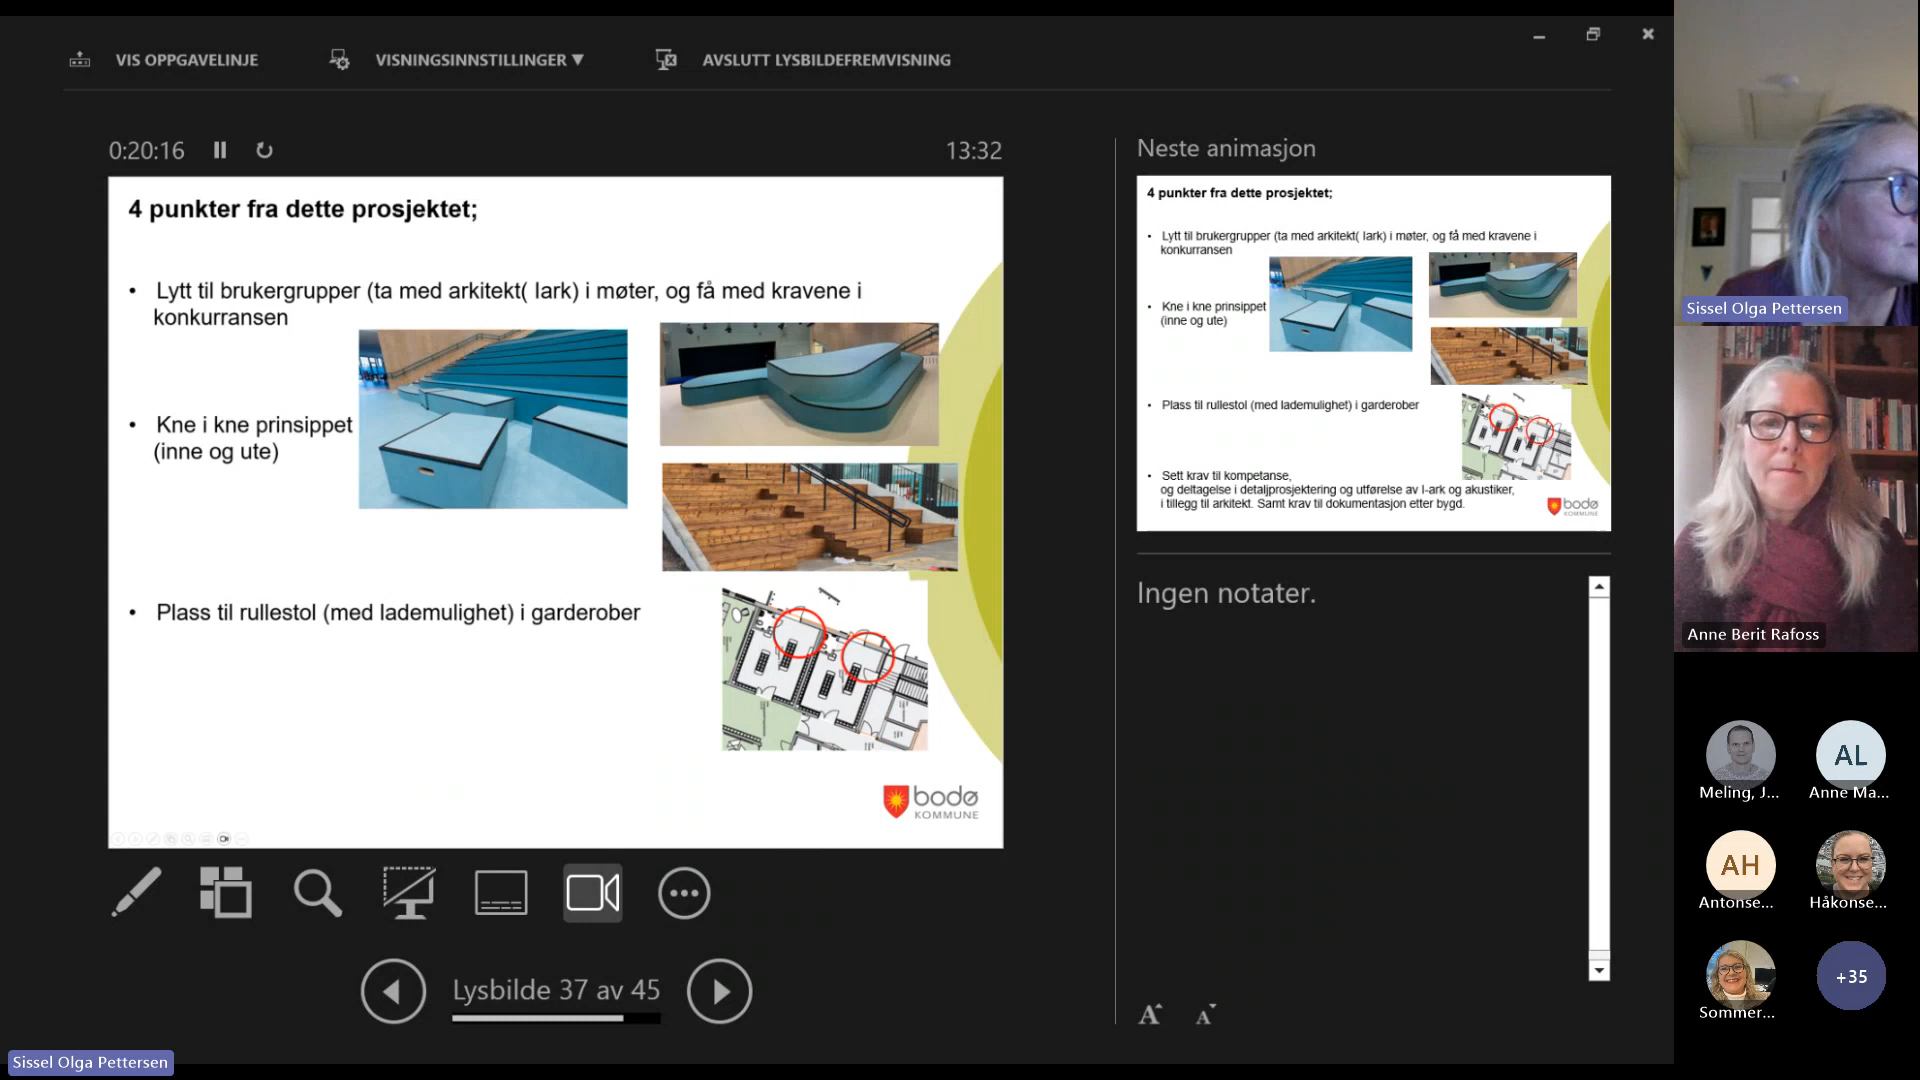 VIS OPPGAVELINJE
VISNINGSINNSTILLINGER ▼
AVSLUTT LYSBILDEFREMVISNING
0:20:16
13:32
4 punkter fra dette prosjektet;
• Lytt til brukergrupper (ta med arkitekt( Iark) i møter, og få med kravene i
konkurransen
• Kne i kne prinsippet
(inne og ute)
• Plass til rullestol (med lademulighet) i garderober
bodø
KOMMUNE
Lysbilde 37 av 45
Sissel Olga Pettersen
Neste animasjon
4 punkter fra dette prosjektet;
• Lytt til brukergrupper (ta med arkitekt( Iark) i møter, og få med kravene i
konkurransen
• Kne i kne prinsippet
(inne og ute)
• Plass til rullestol (med lademulighet) i garderober
• Sett krav til kompetanse,
og deltagelse i detaljprosjektering og utførelse av I-ark og akustiker,
i tillegg til arkitekt. Samt krav til dokumentasjon etter bygd.
bodø
KOMMUNE
Ingen notater.
A A
Sissel Olga Pettersen
Anne Berit Rafoss
Meling, J...
AL
Anne Ma...
AH
Antonse...
Håkonse...
Sommer...
+35